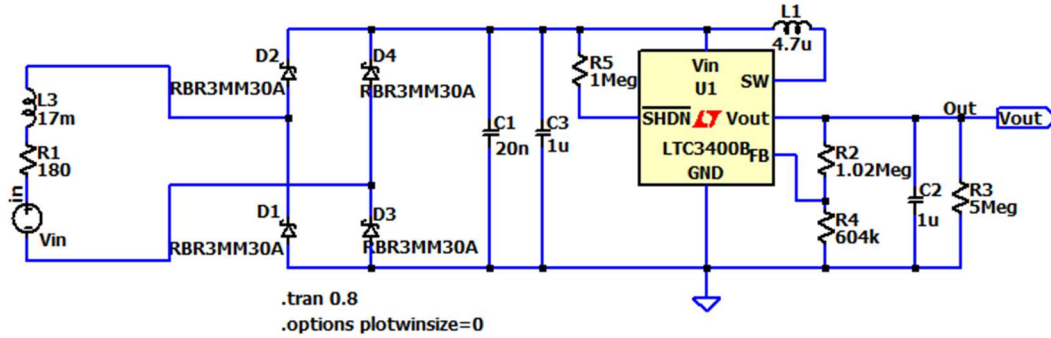 L1
4.7u
D2
D4
RBR3MM30A
RBR3MM30A
R5
1Meg
Vin
U1
SW
L3
17m
C1
20n
C3
1u
SHDN
Vout
LTC3400B
FB
GND
Out
Vout
R1
180
R2
1.02Meg
in
Vin
D1
D3
RBR3MM30A
RBR3MM30A
R4
604k
C2
1u
R3
5Meg
.tran 0.8
.options plotwinsize=0